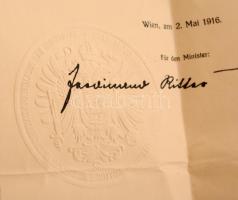 Wien, am 2. Mai 1916.
Für den Minister:
Ferdinand Ritter